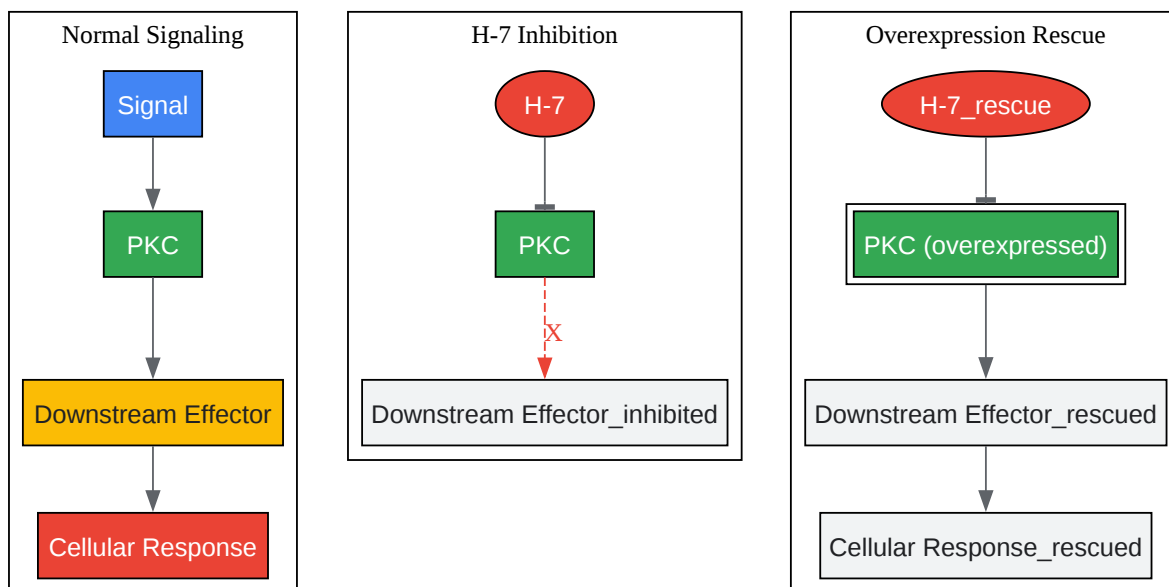 Normal Signaling
Signal
PKC
Downstream Effector
Cellular Response
H-7 Inhibition
H-7
PKC
X
Downstream Effector_inhibited
Overexpression Rescue
H-7_rescue
PKC (overexpressed)
Downstream Effector_rescued
Cellular Response_rescued